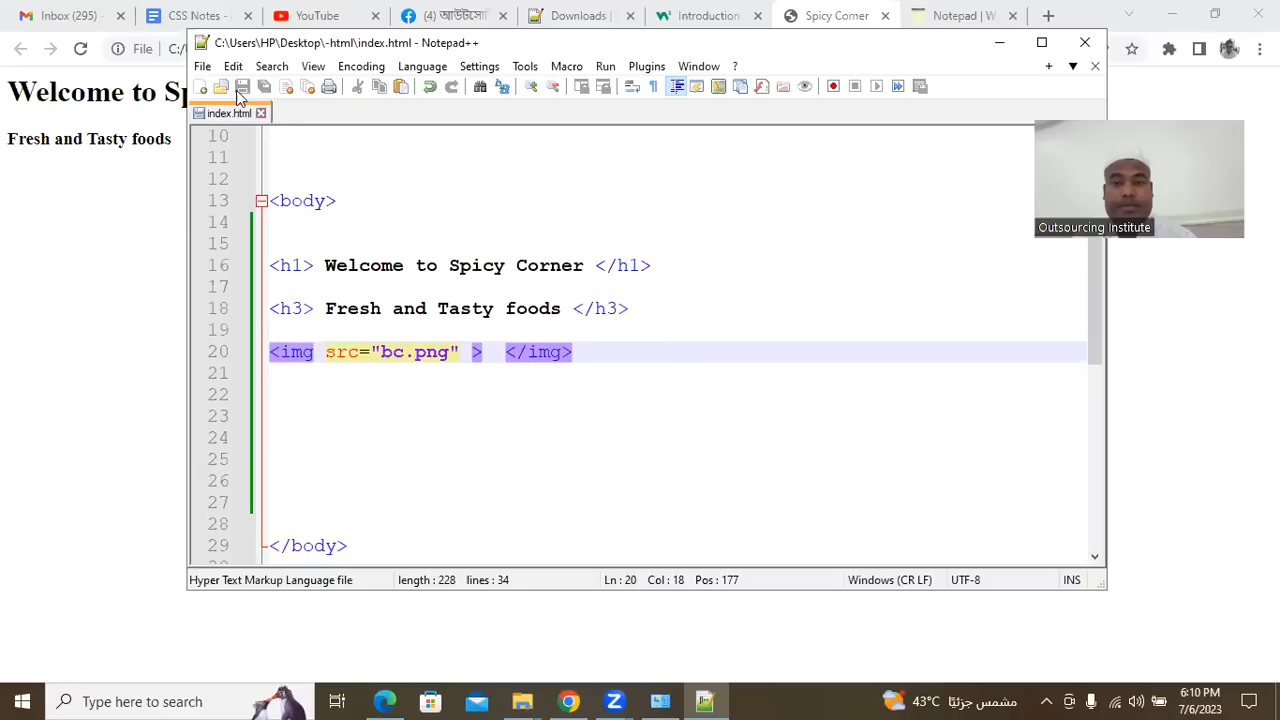 Inbox (295) -
CSS Notes -
YouTube
(4) আউটসো
Downloads |
Introduction
Spicy Corner
Notepad | W
File
C:/
C:\Users\HP\Desktop\-html\index.html - Notepad++
File Edit Search View Encoding Language Settings Tools Macro Run Plugins Window ?
index.html
Welcome to Sp
Fresh and Tasty foods
10
11
12
13 <body>
14
15
16 <h1> Welcome to Spicy Corner </h1>
17
18 <h3> Fresh and Tasty foods </h3>
19
20 <img src="bc.png" > </img>
21
22
23
24
25
26
27
28
29 </body>
Outsourcing Institute
Hyper Text Markup Language file length : 228 lines : 34 Ln : 20 Col : 18 Pos : 177 Windows (CR LF) UTF-8 INS
Type here to search
43°C مشمس جزئيًا
6:10 PM
7/6/2023